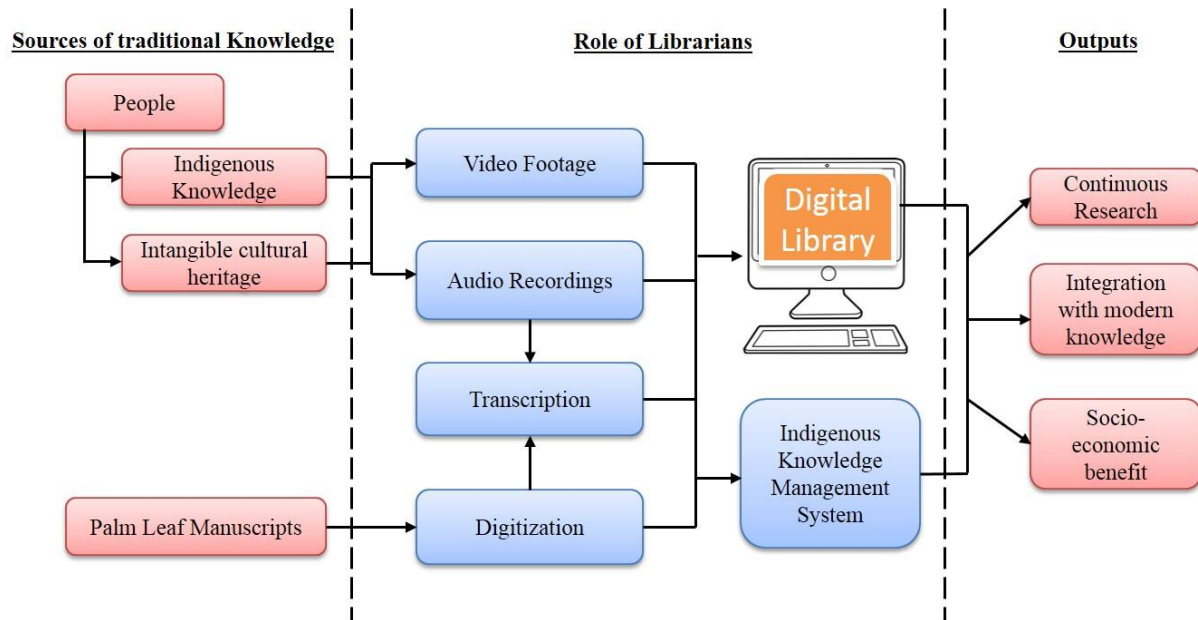 Sources of traditional Knowledge
Role of Librarians
Outputs
People
Indigenous
Knowledge
Intangible cultural
heritage
Palm Leaf Manuscripts
Video Footage
Audio Recordings
Transcription
Digitization
Digital
Library
Indigenous
Knowledge
Management
System
Continuous
Research
Integration
with modern
knowledge
Socio-
economic
benefit